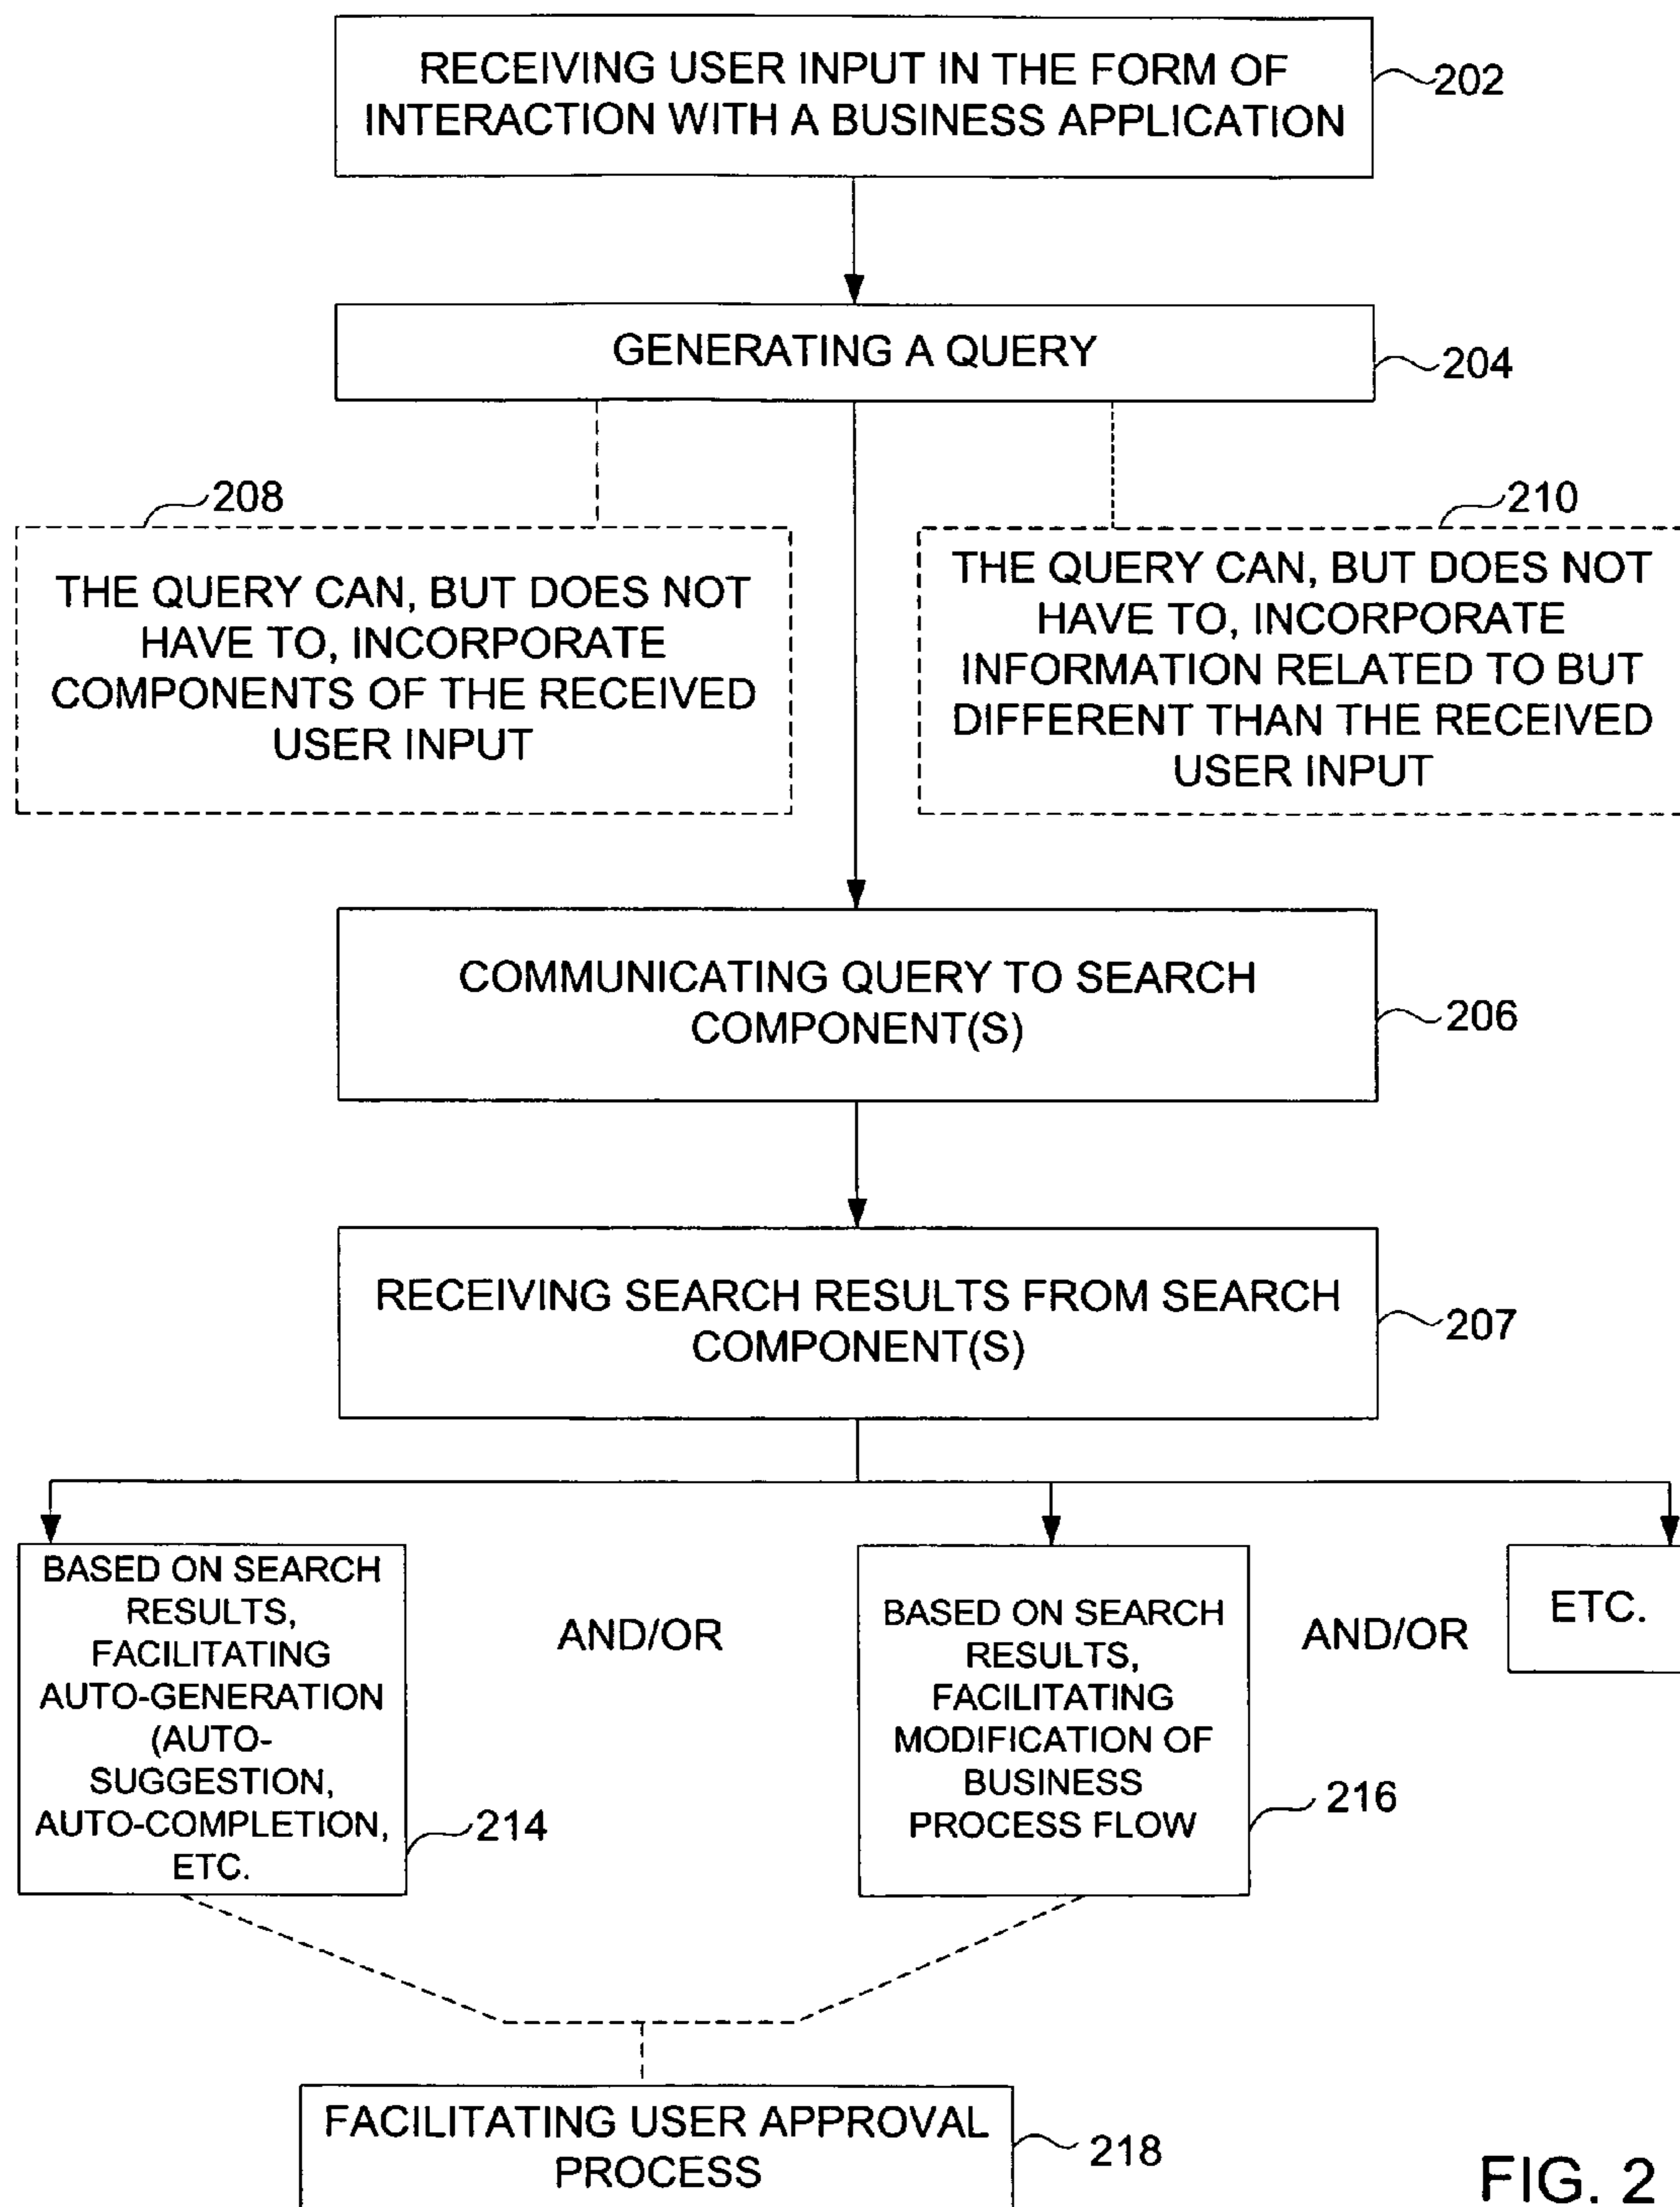 RECEIVING USER INPUT IN THE FORM OF
INTERACTION WITH A BUSINESS APPLICATION
202
GENERATING A QUERY
204
208
THE QUERY CAN, BUT DOES NOT
HAVE TO, INCORPORATE
COMPONENTS OF THE RECEIVED
USER INPUT
210
THE QUERY CAN, BUT DOES NOT
HAVE TO, INCORPORATE
INFORMATION RELATED TO BUT
DIFFERENT THAN THE RECEIVED
USER INPUT
COMMUNICATING QUERY TO SEARCH
COMPONENT(S)
206
RECEIVING SEARCH RESULTS FROM SEARCH
COMPONENT(S)
207
BASED ON SEARCH
RESULTS,
FACILITATING
AUTO-GENERATION
(AUTO-
SUGGESTION,
AUTO-COMPLETION,
ETC.
214
AND/OR
BASED ON SEARCH
RESULTS,
FACILITATING
MODIFICATION OF
BUSINESS
PROCESS FLOW
216
AND/OR
ETC.
FACILITATING USER APPROVAL
PROCESS
218
FIG. 2